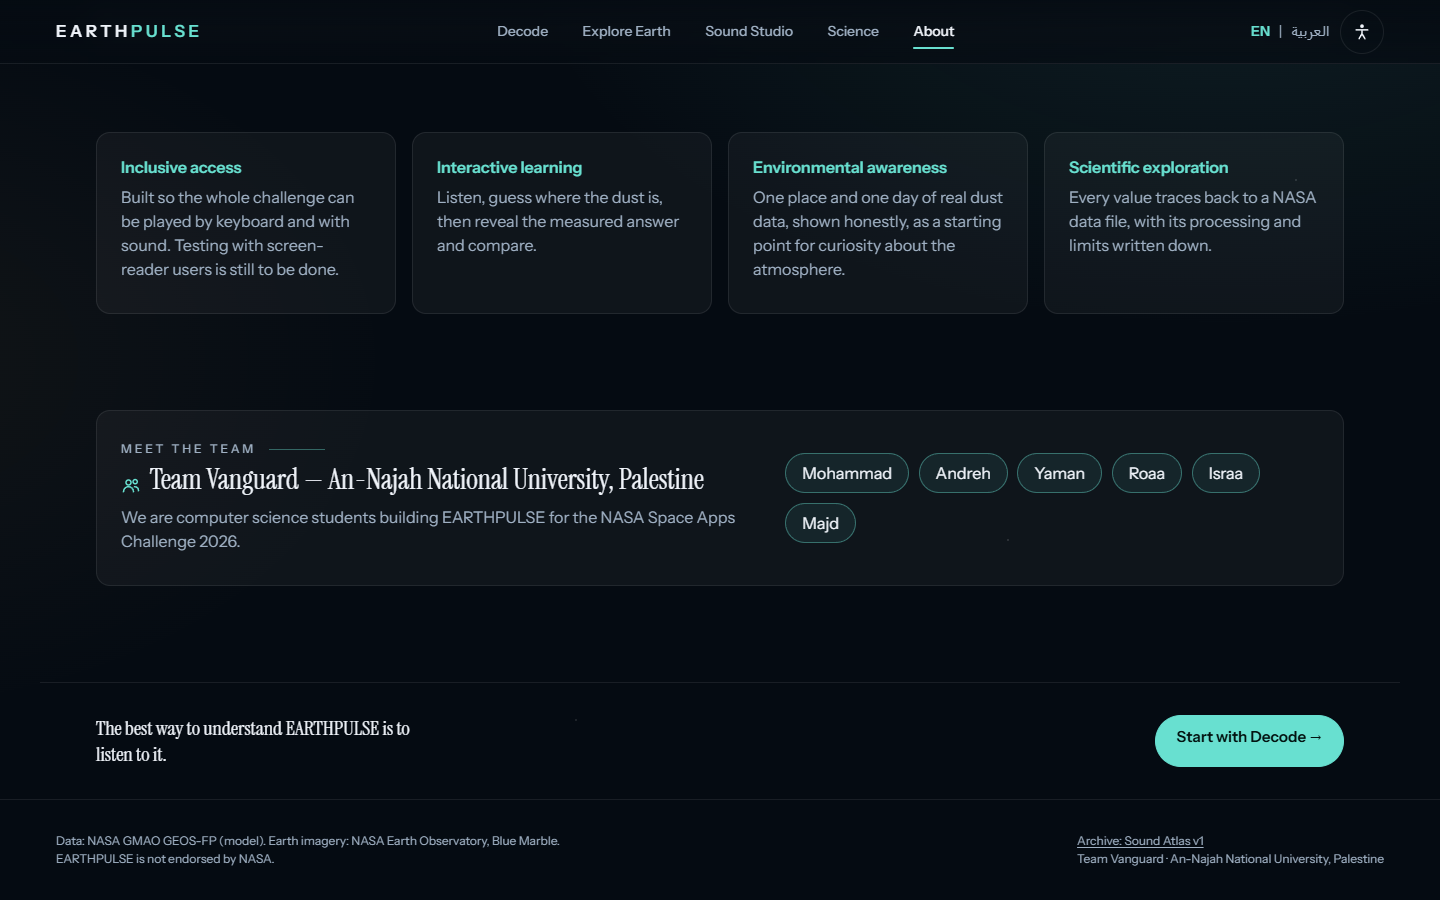 EARTHPULSE
Decode
Explore Earth
Sound Studio
Science
About
EN | العربية
Inclusive access
Built so the whole challenge can
be played by keyboard and with
sound. Testing with screen-
reader users is still to be done.
Interactive learning
Listen, guess where the dust is,
then reveal the measured answer
and compare.
Environmental awareness
One place and one day of real dust
data, shown honestly, as a starting
point for curiosity about the
atmosphere.
Scientific exploration
Every value traces back to a NASA
data file, with its processing and
limits written down.
MEET THE TEAM
Team Vanguard — An-Najah National University, Palestine
We are computer science students building EARTHPULSE for the NASA Space Apps
Challenge 2026.
Mohammad
Andreh
Yaman
Roaa
Israa
Majd
The best way to understand EARTHPULSE is to
listen to it.
Start with Decode →
Data: NASA GMAO GEOS-FP (model). Earth imagery: NASA Earth Observatory, Blue Marble.
EARTHPULSE is not endorsed by NASA.
Archive: Sound Atlas v1
Team Vanguard · An-Najah National University, Palestine